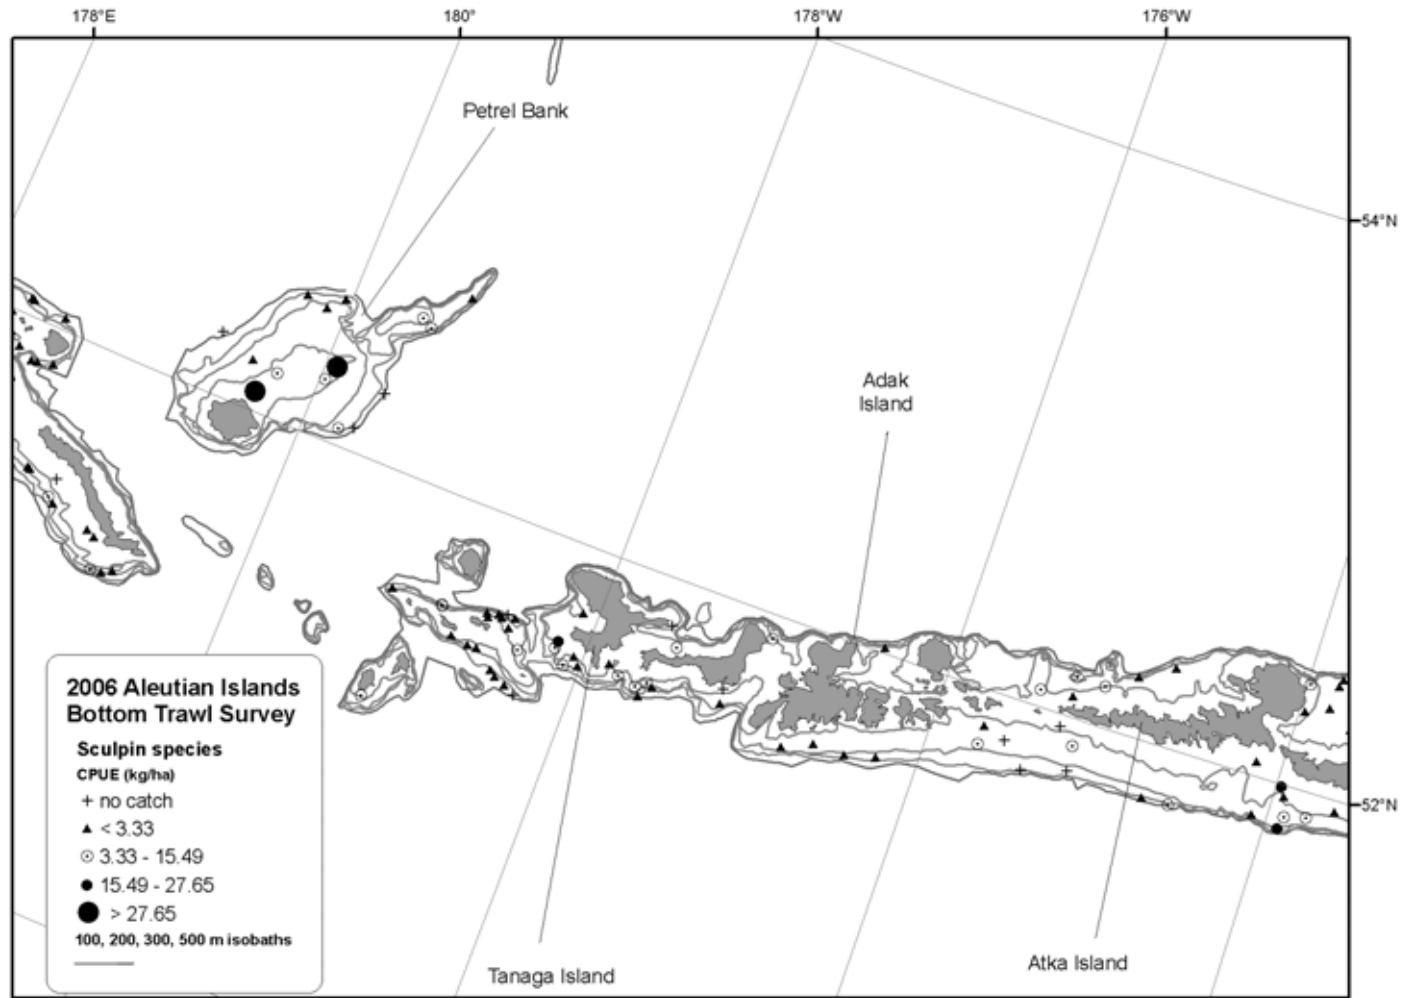 178°E
180°
178°W
176°W
Petrel Bank
54°N
Adak
Island
2006 Aleutian Islands
Bottom Trawl Survey
Sculpin species
CPUE (kg/ha)
+ no catch
▲ < 3.33
⊙ 3.33 - 15.49
● 15.49 - 27.65
● > 27.65
100, 200, 300, 500 m isobaths
52°N
Tanaga Island
Atka Island